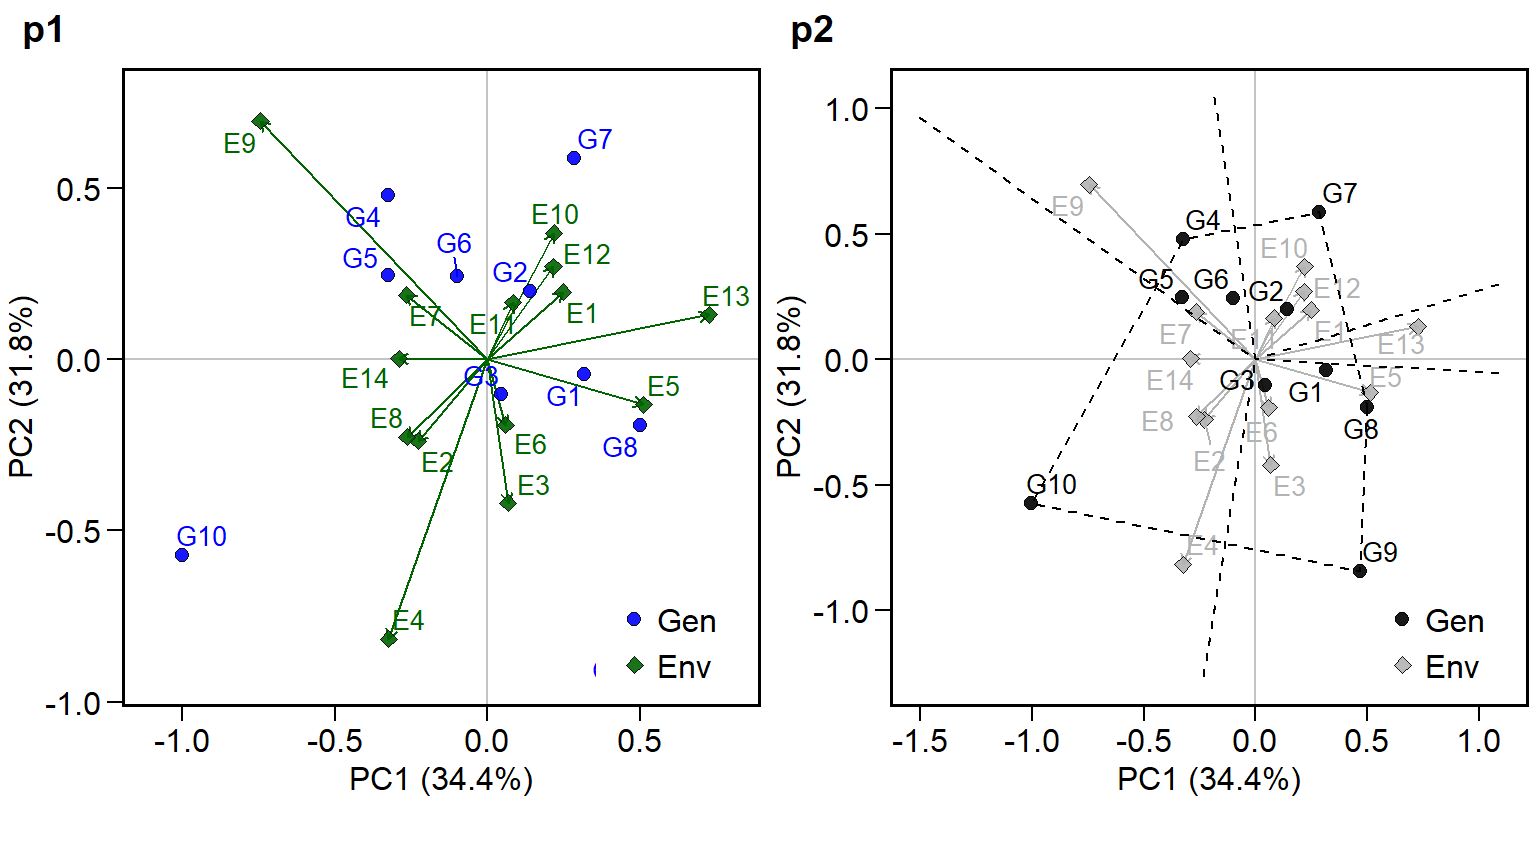 p1
E9
G7
0.5
G4
E10
G6
G5
G2
E12
E7
E11
E1
E13
0.0
E14
G3
G1
E5
E8
E2
E6
G8
E3
-0.5
G10
E4
Gen
Env
-1.0
-1.0 -0.5 0.0 0.5
PC1 (34.4%)
PC2 (31.8%)
p2
1.0
E9
G7
G4
0.5
E10
G5
G6
G2
E12
E7
E11
E1
E13
0.0
E14
G3
G1
E5
E8
E6
G8
E2
G10
E3
-0.5
E4
G9
-1.0
Gen
Env
-1.5 -1.0 -0.5 0.0 0.5 1.0
PC1 (34.4%)
PC2 (31.8%)